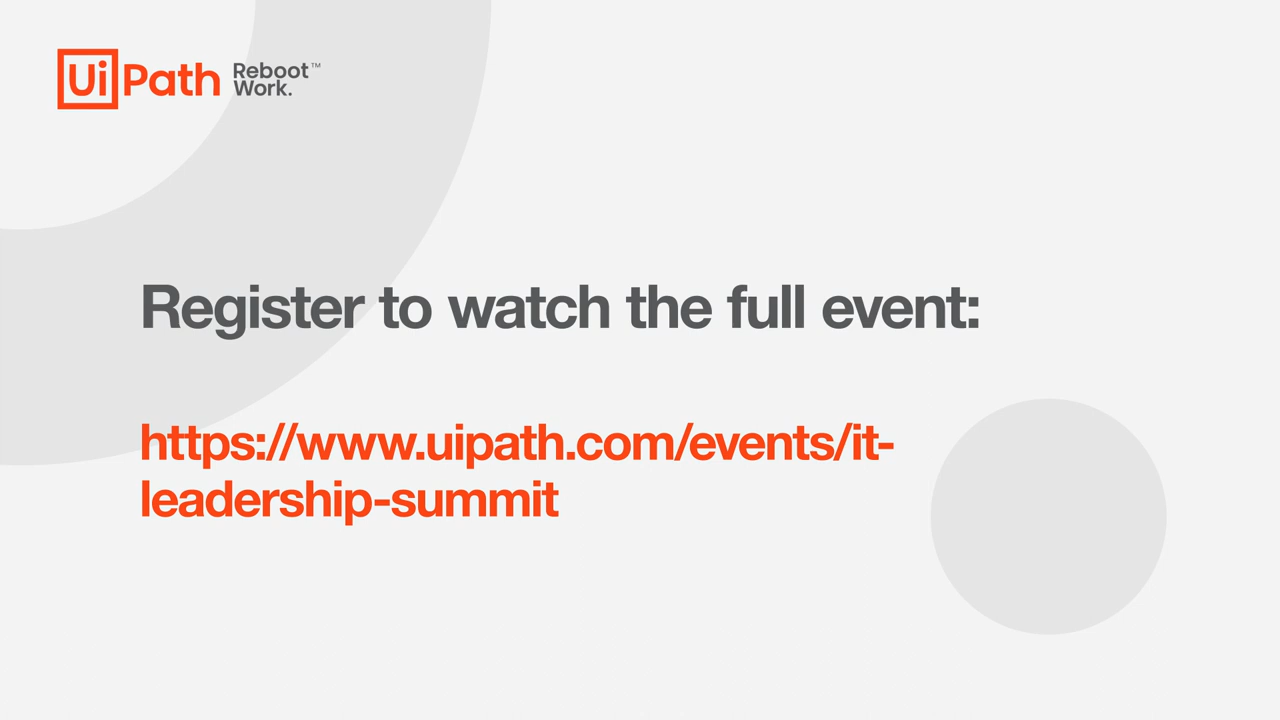 UiPath Reboot™
Work.
Register to watch the full event:
https://www.uipath.com/events/it-
leadership-summit